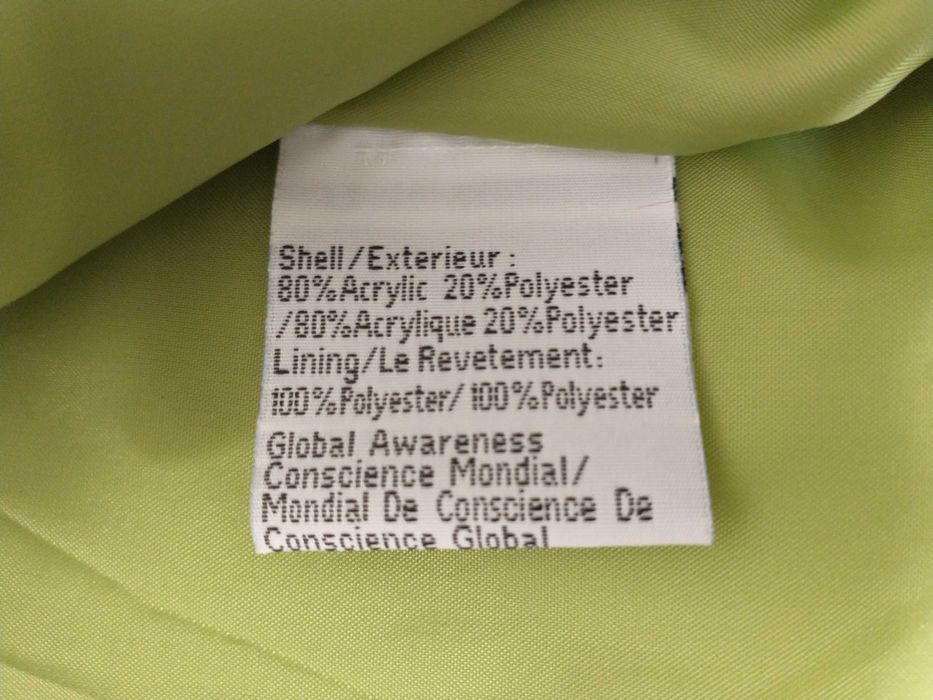 Shell/Exterieur :
80%Acrylic 20%Polyester
/80%Acrylique 20%Polyester
Lining/Le Revetement:
100%Polyester/ 100%Polyester
Global Awareness
Conscience Mondial/
Mondial De Conscience De
Conscience Global